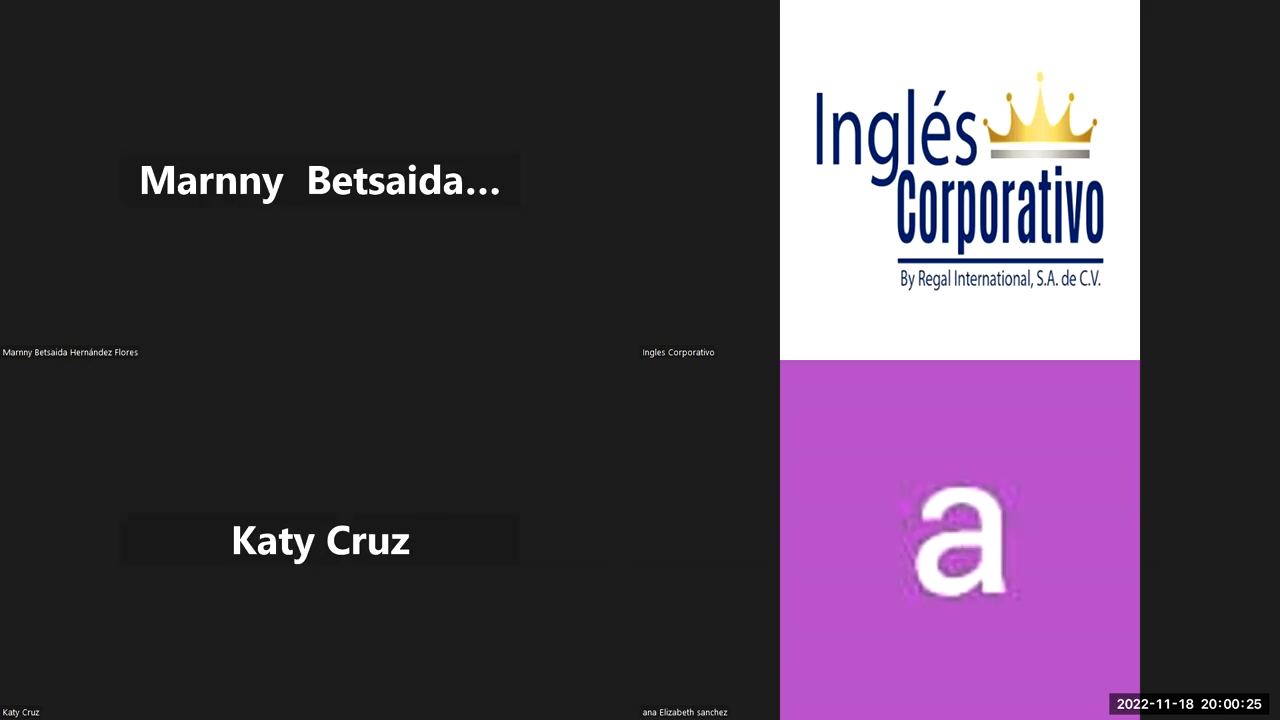 Marnny  Betsaida...
Marnny Betsaida Hernández Flores
Inglés
Corporativo
By Regal International, S.A. de C.V.
Ingles Corporativo
Katy Cruz
Katy Cruz
a
ana Elizabeth sanchez
2022-11-18 20:00:25